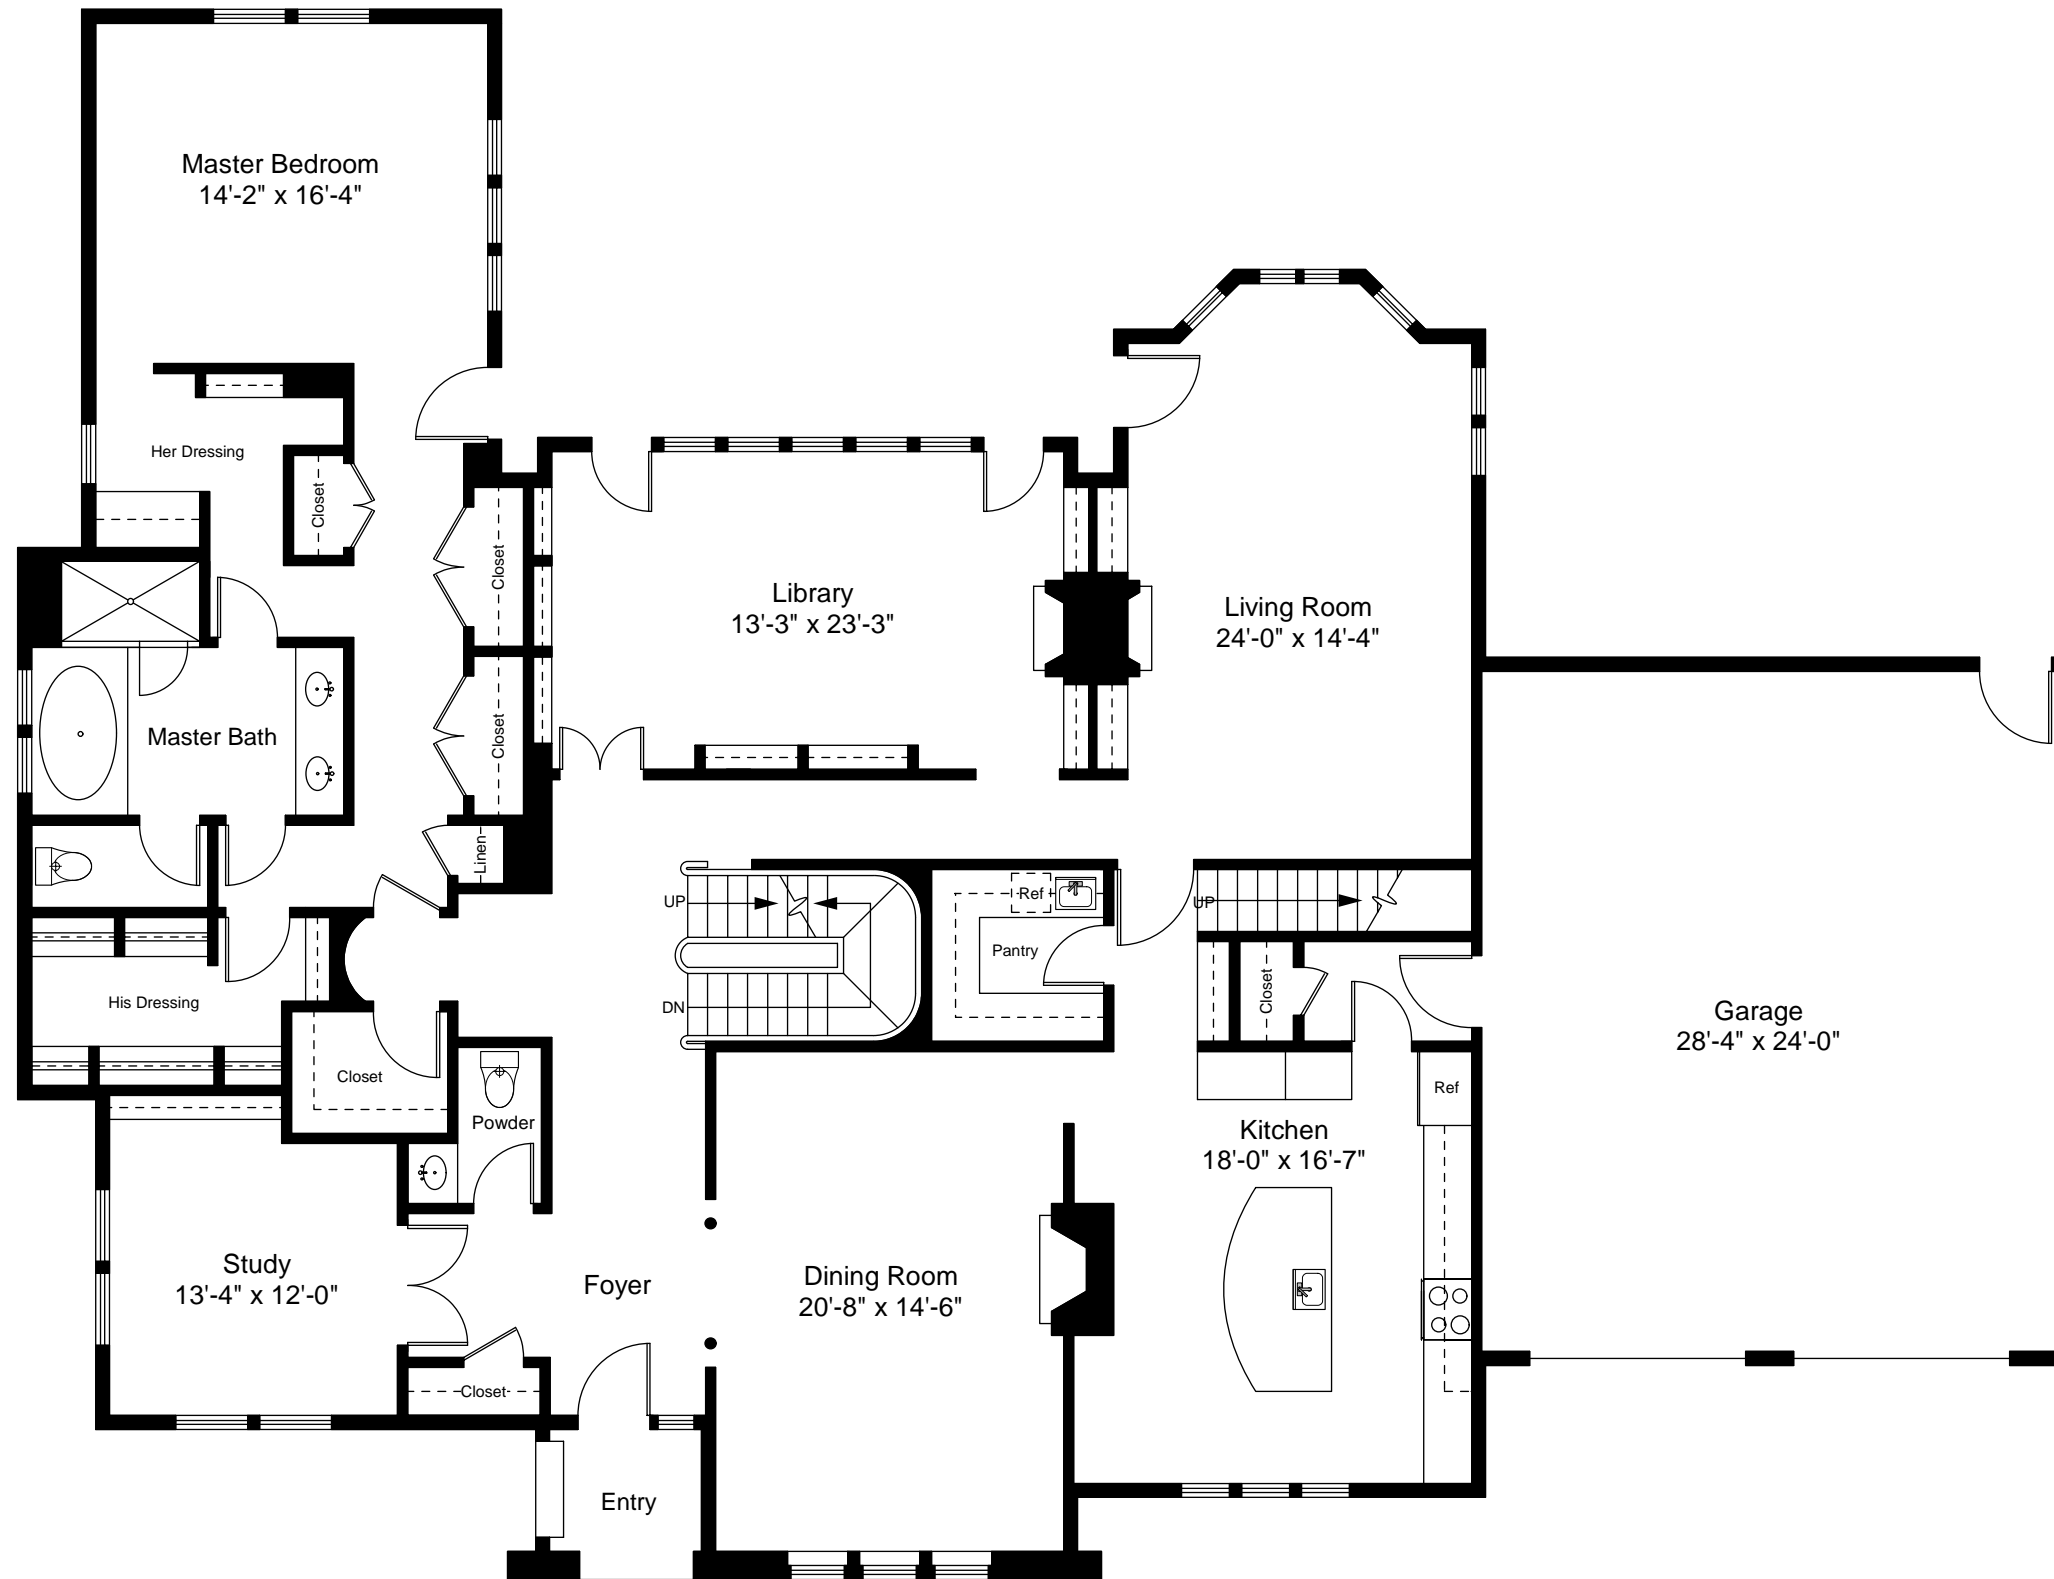 Master Bedroom
14'-2" x 16'-4"
Her Dressing
Closet
Closet
Library
13'-3" x 23'-3"
Living Room
24'-0" x 14'-4"
Master Bath
Closet
Linen
UP
Ref
UP
Pantry
His Dressing
DN
Closet
Garage
28'-4" x 24'-0"
Closet
Ref
Powder
Kitchen
18'-0" x 16'-7"
Study
13'-4" x 12'-0"
Foyer
Dining Room
20'-8" x 14'-6"
Closet
Entry